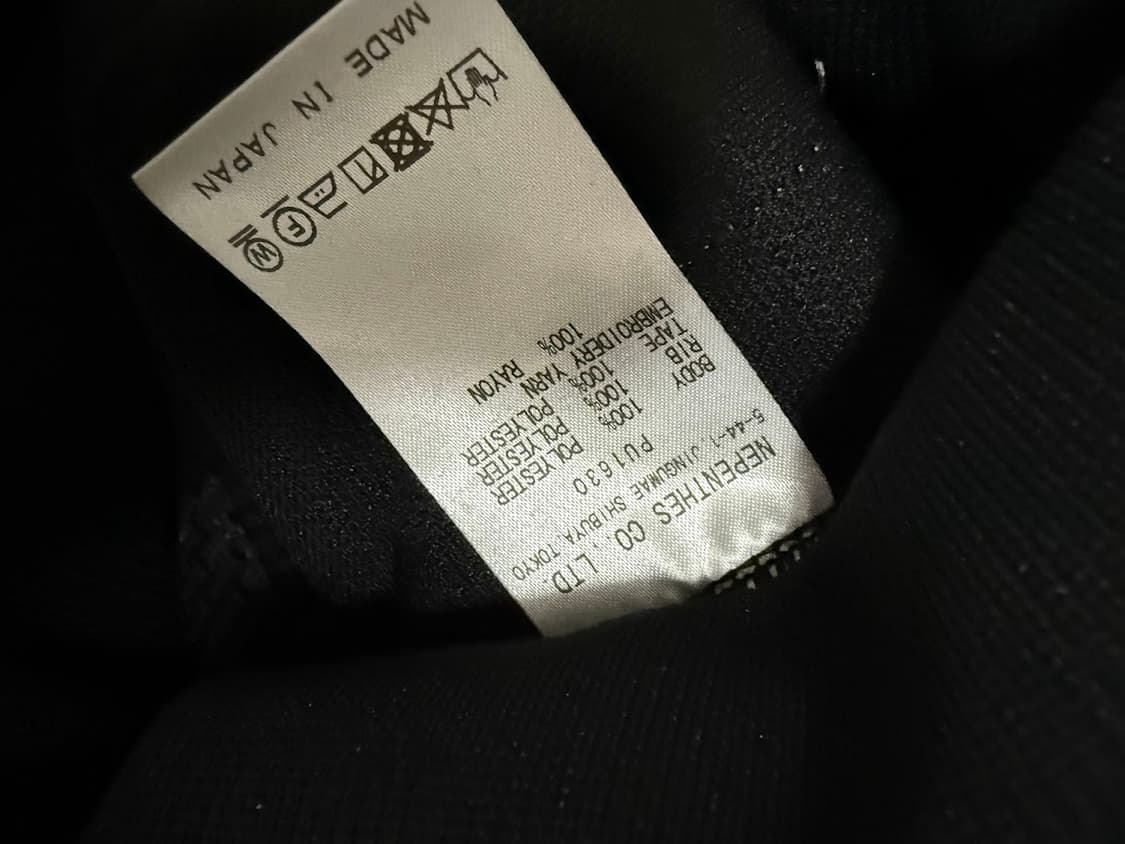 NEPENTHES CO., LTD.
5-44-1, JINGUMAE SHIBUYA, TOKYO
PU1630
BODY 100% POLYESTER
RIB 100% POLYESTER
TAPE 100% POLYESTER
EMBROIDERY YARN
100% RAYON
F W
MADE IN JAPAN